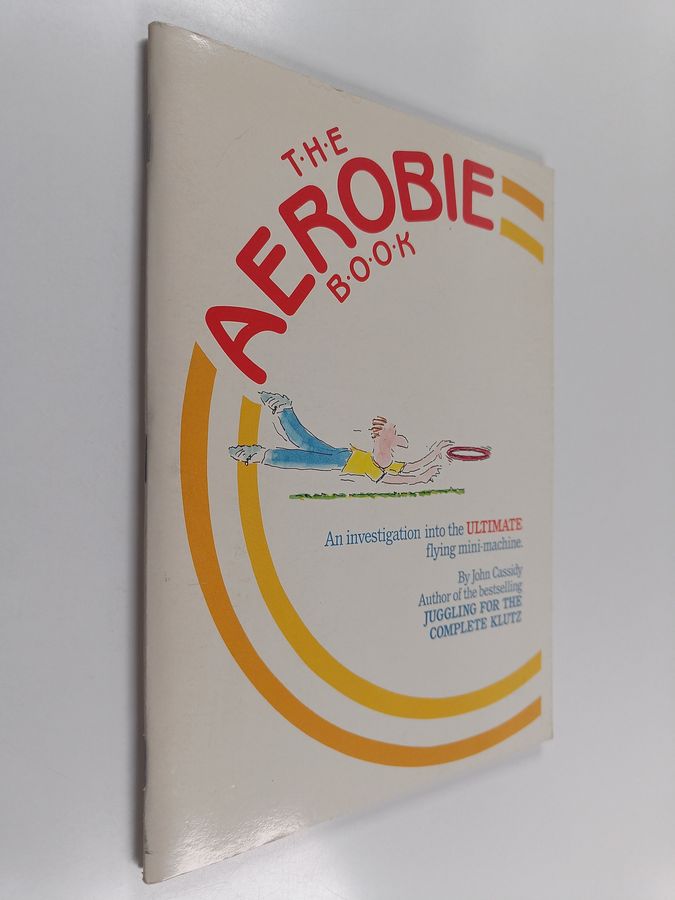 T·H·E
AEROBIE
B·O·O·K
An investigation into the ULTIMATE
flying mini-machine.
By John Cassidy
Author of the bestselling
JUGGLING FOR THE
COMPLETE KLUTZ